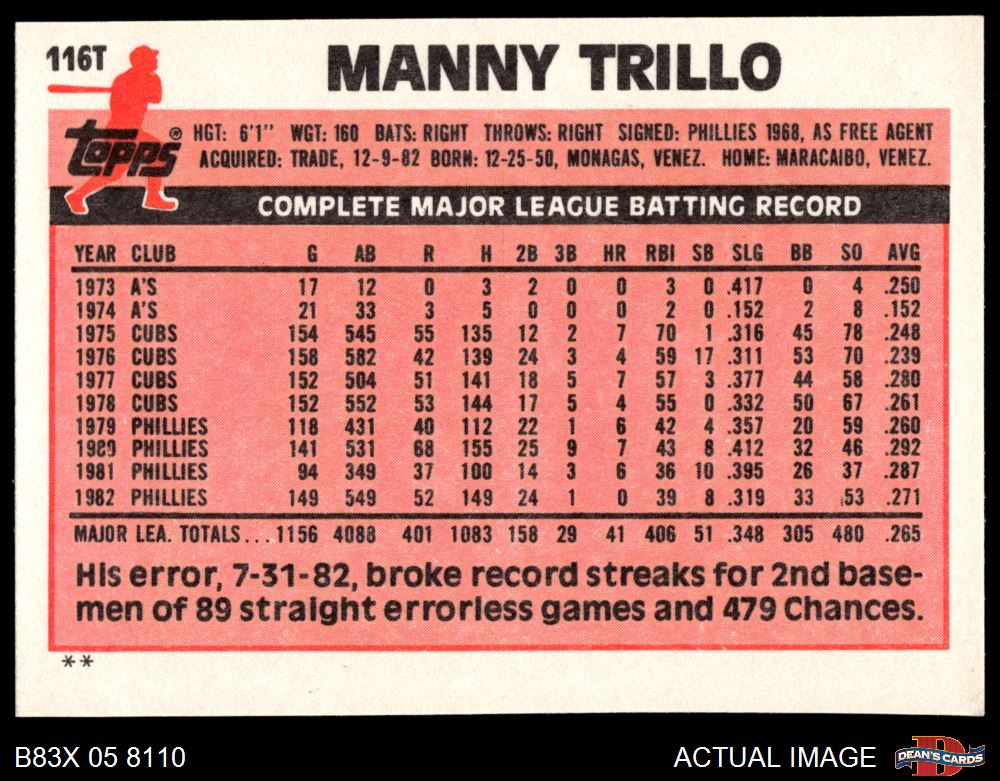 116T
MANNY TRILLO
topps ® HGT: 6'1" WGT: 160 BATS: RIGHT THROWS: RIGHT SIGNED: PHILLIES 1968, AS FREE AGENT
ACQUIRED: TRADE, 12-9-82 BORN: 12-25-50, MONAGAS, VENEZ. HOME: MARACAIBO, VENEZ.
COMPLETE MAJOR LEAGUE BATTING RECORD
YEAR CLUB G AB R H 2B 3B HR RBI SB SLG BB SO AVG
1973 A'S 17 12 0 3 2 0 0 3 0 .417 0 4 .250
1974 A'S 21 33 3 5 0 0 0 2 0 .152 2 8 .152
1975 CUBS 154 545 55 135 12 2 7 70 1 .316 45 78 .248
1976 CUBS 158 582 42 139 24 3 4 59 17 .311 53 70 .239
1977 CUBS 152 504 51 141 18 5 7 57 3 .377 44 58 .280
1978 CUBS 152 552 53 144 17 5 4 55 0 .332 50 67 .261
1979 PHILLIES 118 431 40 112 22 1 6 42 4 .357 20 59 .260
1980 PHILLIES 141 531 68 155 25 9 7 43 8 .412 32 46 .292
1981 PHILLIES 94 349 37 100 14 3 6 36 10 .395 26 37 .287
1982 PHILLIES 149 549 52 149 24 1 0 39 8 .319 33 53 .271
MAJOR LEA. TOTALS... 1156 4088 401 1083 158 29 41 406 51 .348 305 480 .265
His error, 7-31-82, broke record streaks for 2nd base-
men of 89 straight errorless games and 479 Chances.
**
B83X 05 8110 ACTUAL IMAGE D DEAN'S CARDS